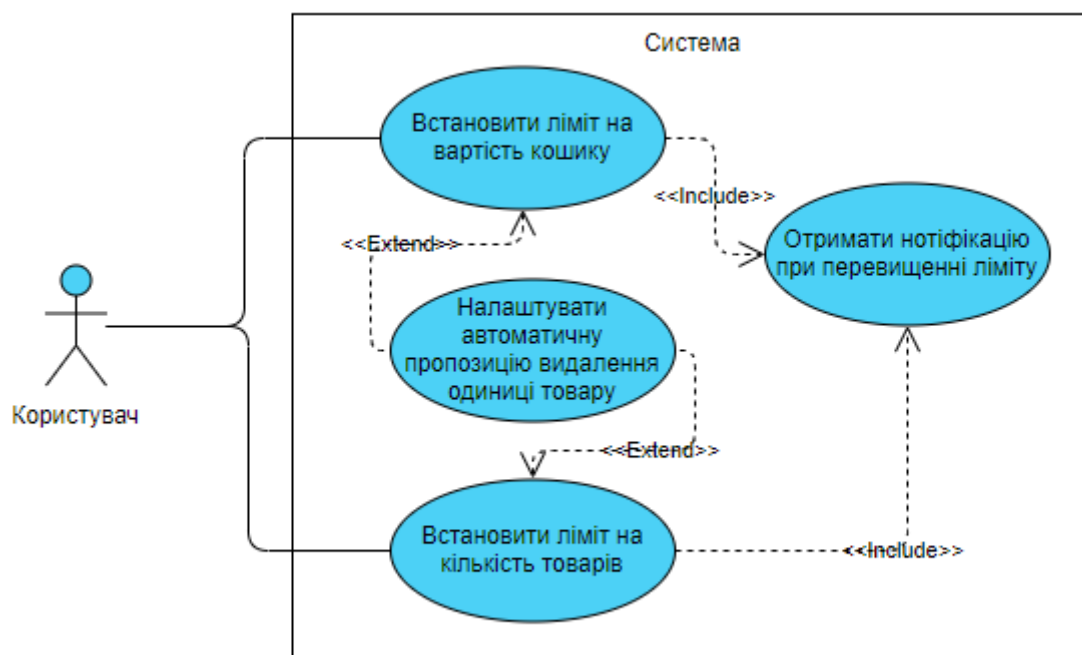 Система
Встановити ліміт на
вартість кошику
<<Include>>
<<Extend>>
Отримати нотіфікацію
при перевищенні ліміту
Налаштувати
автоматичну
пропозицію видалення
одиниці товару
Користувач
<<Extend>>
Встановити ліміт на
кількість товарів
<<Include>>